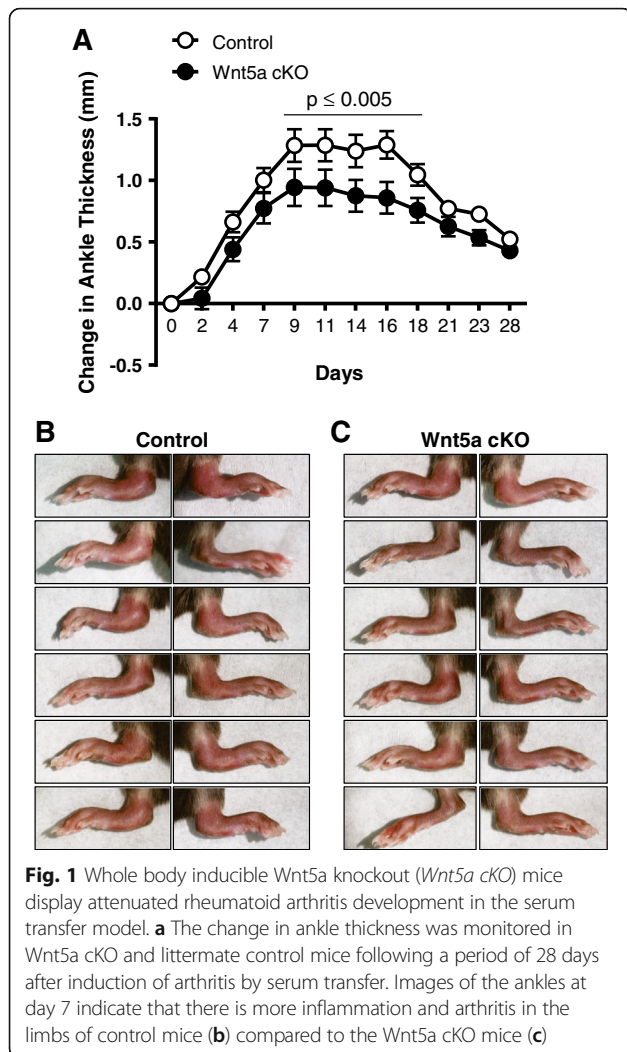 A
Control
Wnt5a cKO
p ≤ 0.005
Change in Ankle Thickness (mm)
1.5
1.0
0.5
0.0
-0.5
0 2 4 7 9 11 14 16 18 21 23 28
Days
B
Control
C
Wnt5a cKO
Fig. 1 Whole body inducible Wnt5a knockout (Wnt5a cKO) mice
display attenuated rheumatoid arthritis development in the serum
transfer model. a The change in ankle thickness was monitored in
Wnt5a cKO and littermate control mice following a period of 28 days
after induction of arthritis by serum transfer. Images of the ankles at
day 7 indicate that there is more inflammation and arthritis in the
limbs of control mice (b) compared to the Wnt5a cKO mice (c)